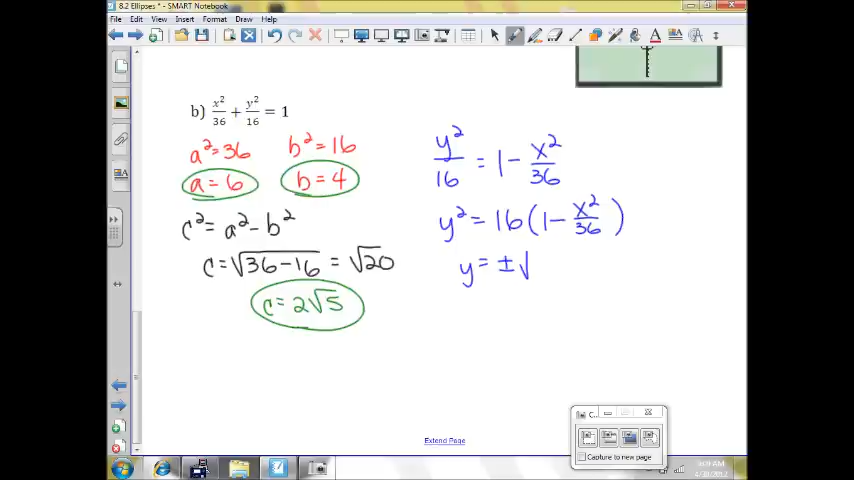 8.2 Ellipses * - SMART Notebook
File Edit View Insert Format Draw Help
b) x²/36 + y²/16 = 1
a² = 36 b² = 16
a = 6 b = 4
c² = a² - b²
c = √36-16 = √20
c = 2√5
y²/16 = 1 - x²/36
y² = 16(1 - x²/36)
y = ±√
Extend Page
C...
Capture to new page